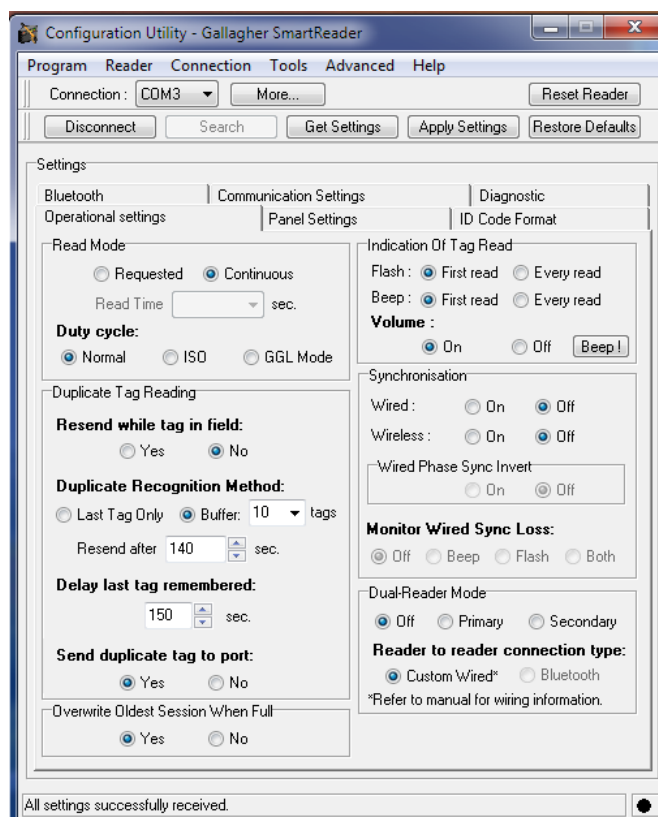 Configuration Utility - Gallagher SmartReader
Program Reader Connection Tools Advanced Help
Connection : COM3 More... Reset Reader
Disconnect Search Get Settings Apply Settings Restore Defaults
Settings
Bluetooth Communication Settings Diagnostic
Operational settings Panel Settings ID Code Format
Read Mode
Requested Continuous
Read Time sec.
Duty cycle:
Normal ISO GGL Mode
Duplicate Tag Reading
Resend while tag in field:
Yes No
Duplicate Recognition Method:
Last Tag Only Buffer: 10 tags
Resend after 140 sec.
Delay last tag remembered:
150 sec.
Send duplicate tag to port:
Yes No
Overwrite Oldest Session When Full
Yes No
Indication Of Tag Read
Flash : First read Every read
Beep : First read Every read
Volume :
On Off Beep !
Synchronisation
Wired : On Off
Wireless : On Off
Wired Phase Sync Invert
On Off
Monitor Wired Sync Loss:
Off Beep Flash Both
Dual-Reader Mode
Off Primary Secondary
Reader to reader connection type:
Custom Wired* Bluetooth
*Refer to manual for wiring information.
All settings successfully received.